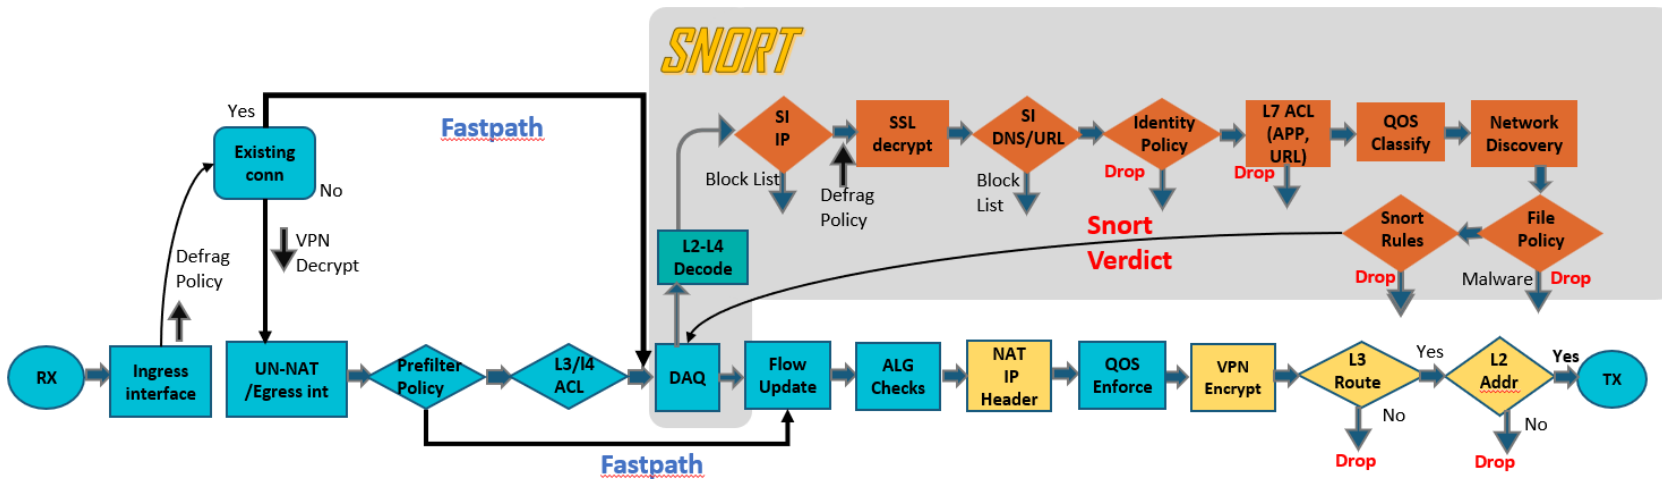 SNORT
Yes
Fastpath
Existing
conn
No
VPN
Decrypt
Defrag
Policy
RX
Ingress
interface
UN-NAT
/Egress int
Prefilter
Policy
L3/l4
ACL
Fastpath
DAQ
L2-L4
Decode
SI
IP
Block List
SSL
decrypt
Defrag
Policy
SI
DNS/URL
Block
List
Identity
Policy
Drop
L7 ACL
(APP,
URL)
Drop
QOS
Classify
Network
Discovery
File
Policy
Malware
Drop
Snort
Rules
Drop
Snort
Verdict
Flow
Update
ALG
Checks
NAT
IP
Header
QOS
Enforce
VPN
Encrypt
L3
Route
Yes
No
Drop
L2
Addr
Yes
No
Drop
TX